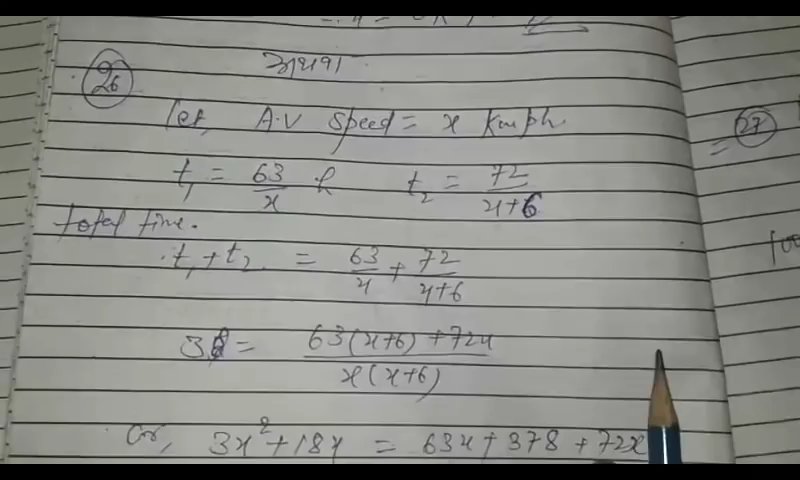 26
अथवा
let, A.V speed = x Kmph
t₁ = 63/x h t₂ = 72/x+6
total time.
t₁+t₂ = 63/x + 72/x+6
3 = 63(x+6)+72x / x(x+6)
or, 3x²+18x = 63x+378+72x
= 27